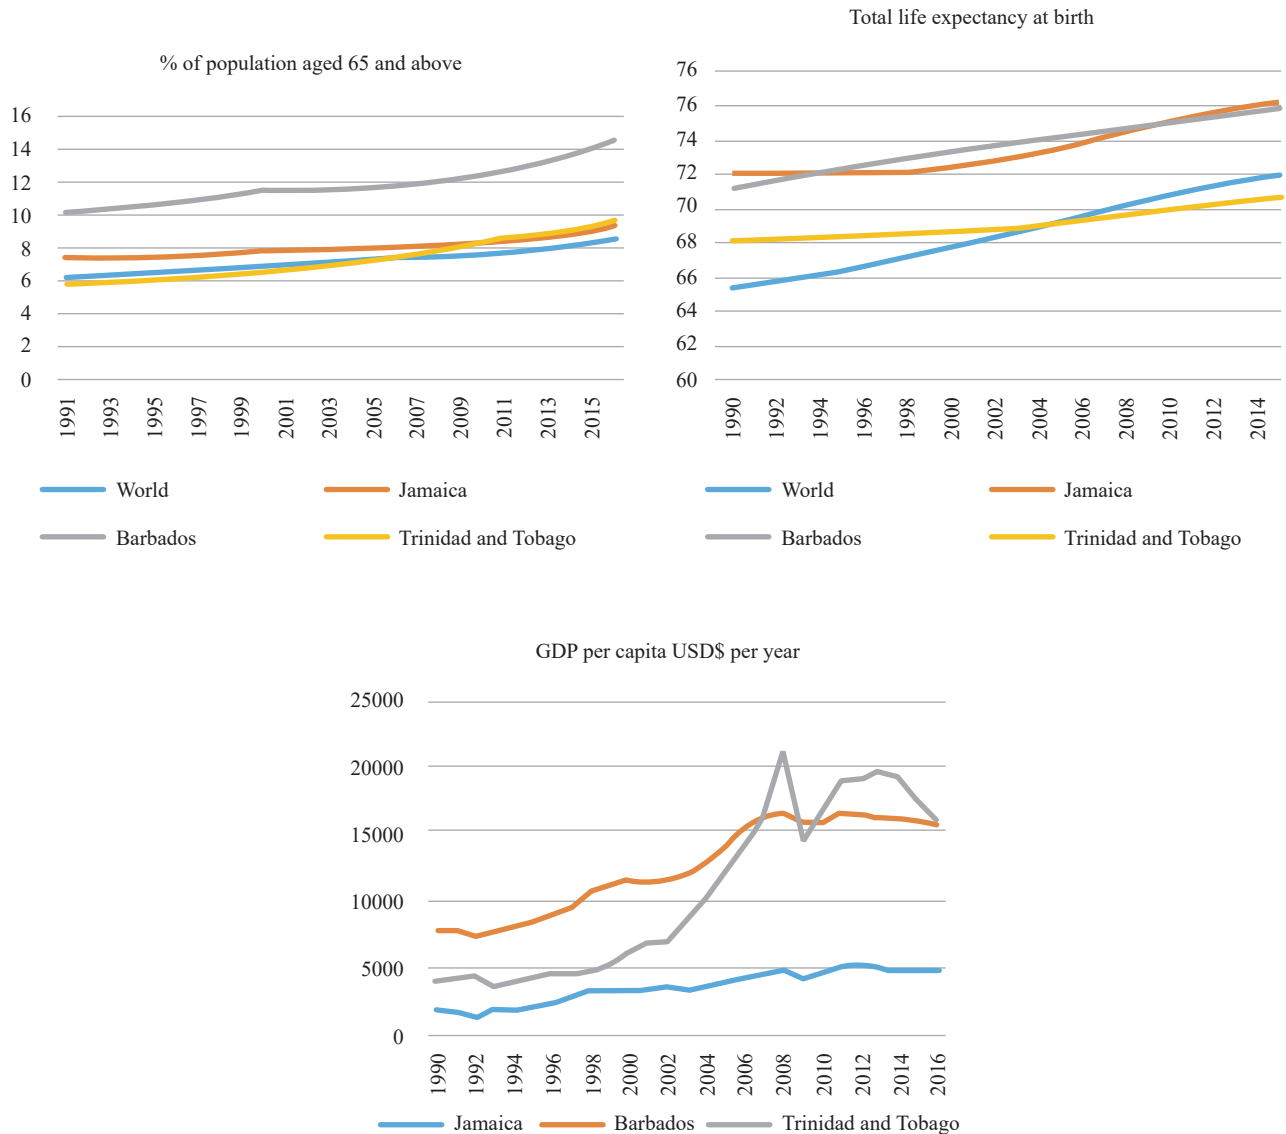 Total life expectancy at birth
% of population aged 65 and above
16
14
12
10
8
6
4
2
0
1991 1993 1995 1997 1999 2001 2003 2005 2007 2009 2011 2013 2015
World Jamaica
Barbados Trinidad and Tobago
76
76
74
72
70
68
66
64
62
60
1990 1992 1994 1996 1998 2000 2002 2004 2006 2008 2010 2012 2014
World Jamaica
Barbados Trinidad and Tobago
GDP per capita USD$ per year
25000
20000
15000
10000
5000
0
1990 1992 1994 1996 1998 2000 2002 2004 2006 2008 2010 2012 2014 2016
Jamaica Barbados Trinidad and Tobago